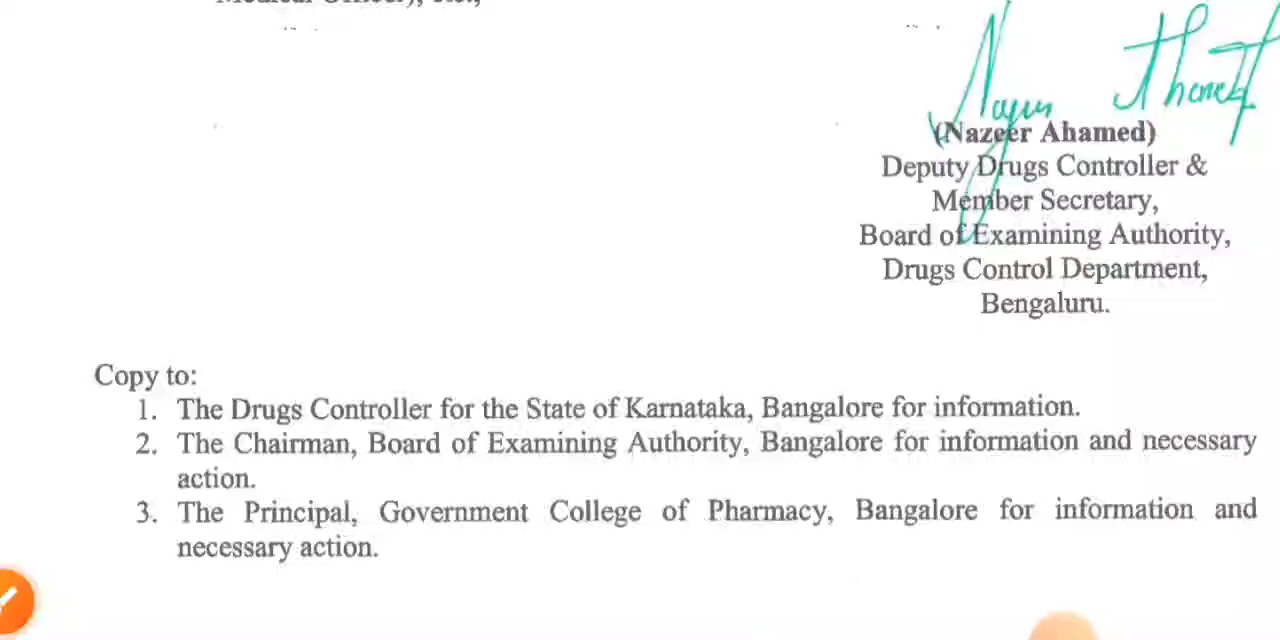 (Nazeer Ahamed)
Deputy Drugs Controller &
Member Secretary,
Board of Examining Authority,
Drugs Control Department,
Bengaluru.
Copy to:
1. The Drugs Controller for the State of Karnataka, Bangalore for information.
2. The Chairman, Board of Examining Authority, Bangalore for information and necessary
action.
3. The Principal, Government College of Pharmacy, Bangalore for information and
necessary action.